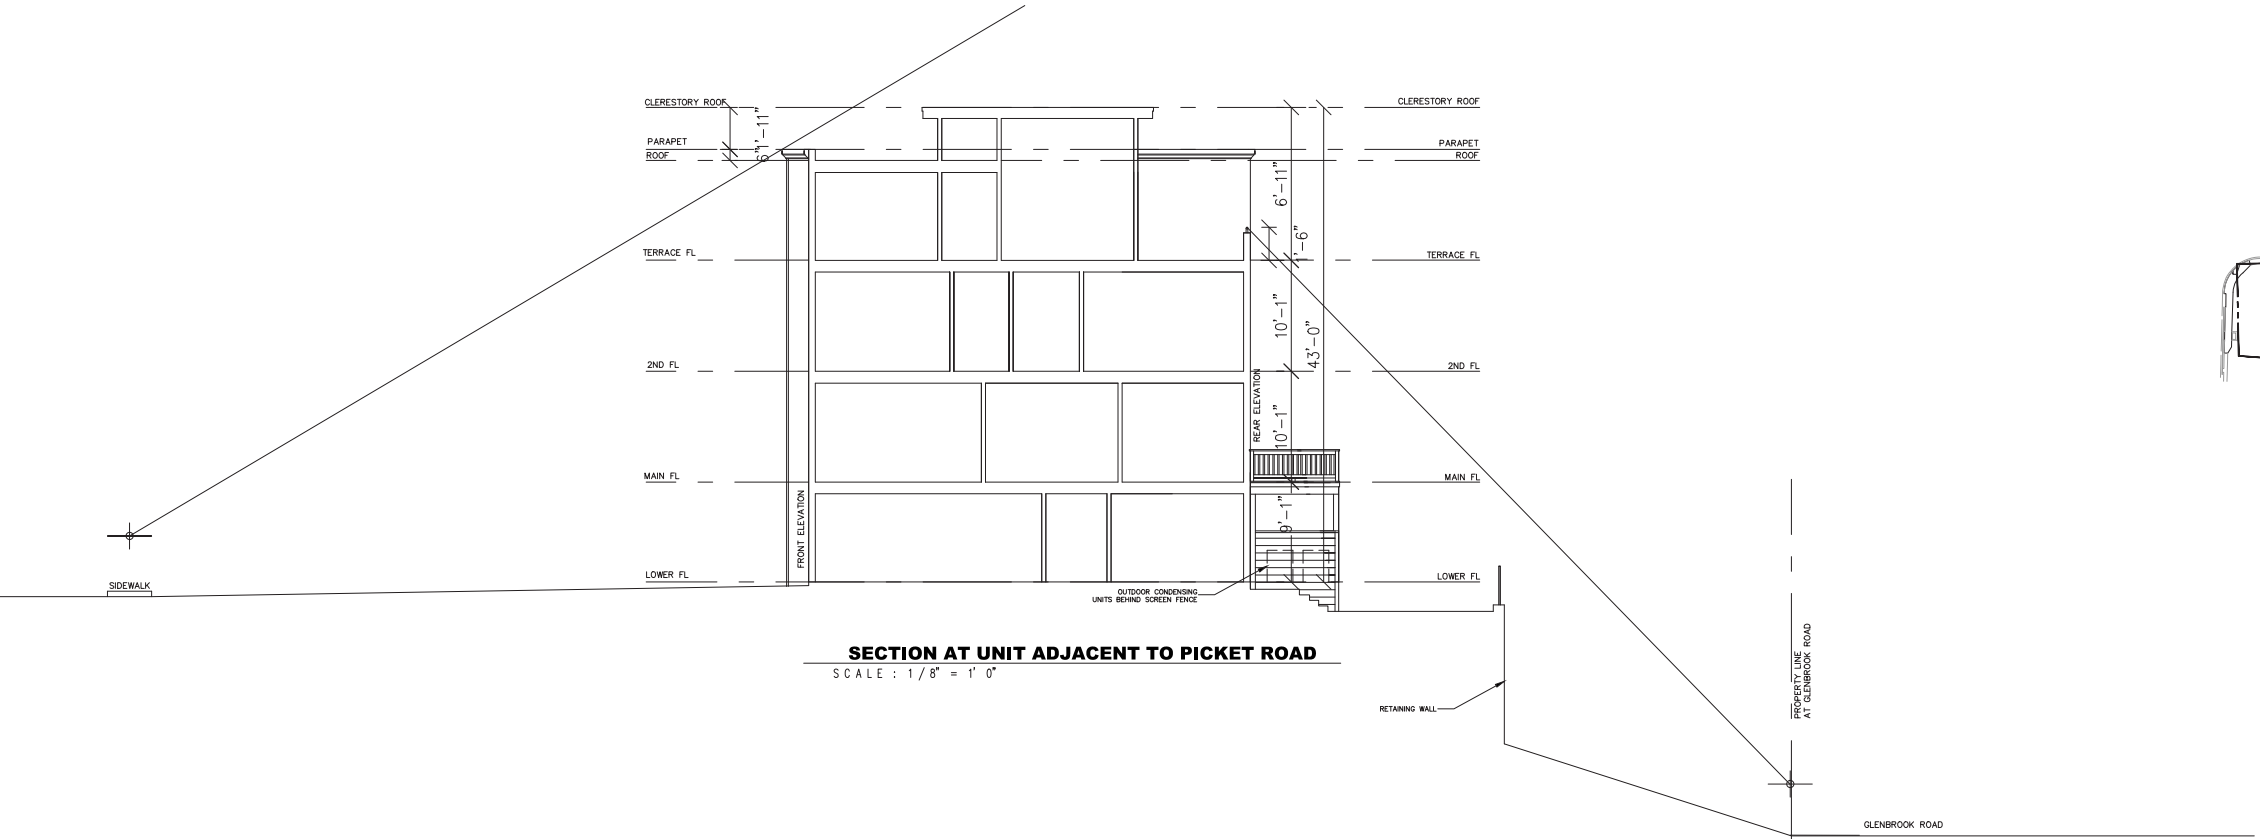 CLERESTORY ROOF
CLERESTORY ROOF
PARAPET
PARAPET
ROOF
ROOF
6'-11"
1'-6"
TERRACE FL
TERRACE FL
10'-1"
43'-0"
2ND FL
2ND FL
REAR ELEVATION
10'-1"
MAIN FL
MAIN FL
FRONT ELEVATION
9'-1"
LOWER FL
LOWER FL
SIDEWALK
OUTDOOR CONDENSING
UNITS BEHIND SCREEN FENCE
SECTION AT UNIT ADJACENT TO PICKET ROAD
SCALE : 1/8" = 1' 0"
PROPERTY LINE
AT GLENBROOK ROAD
RETAINING WALL
GLENBROOK ROAD